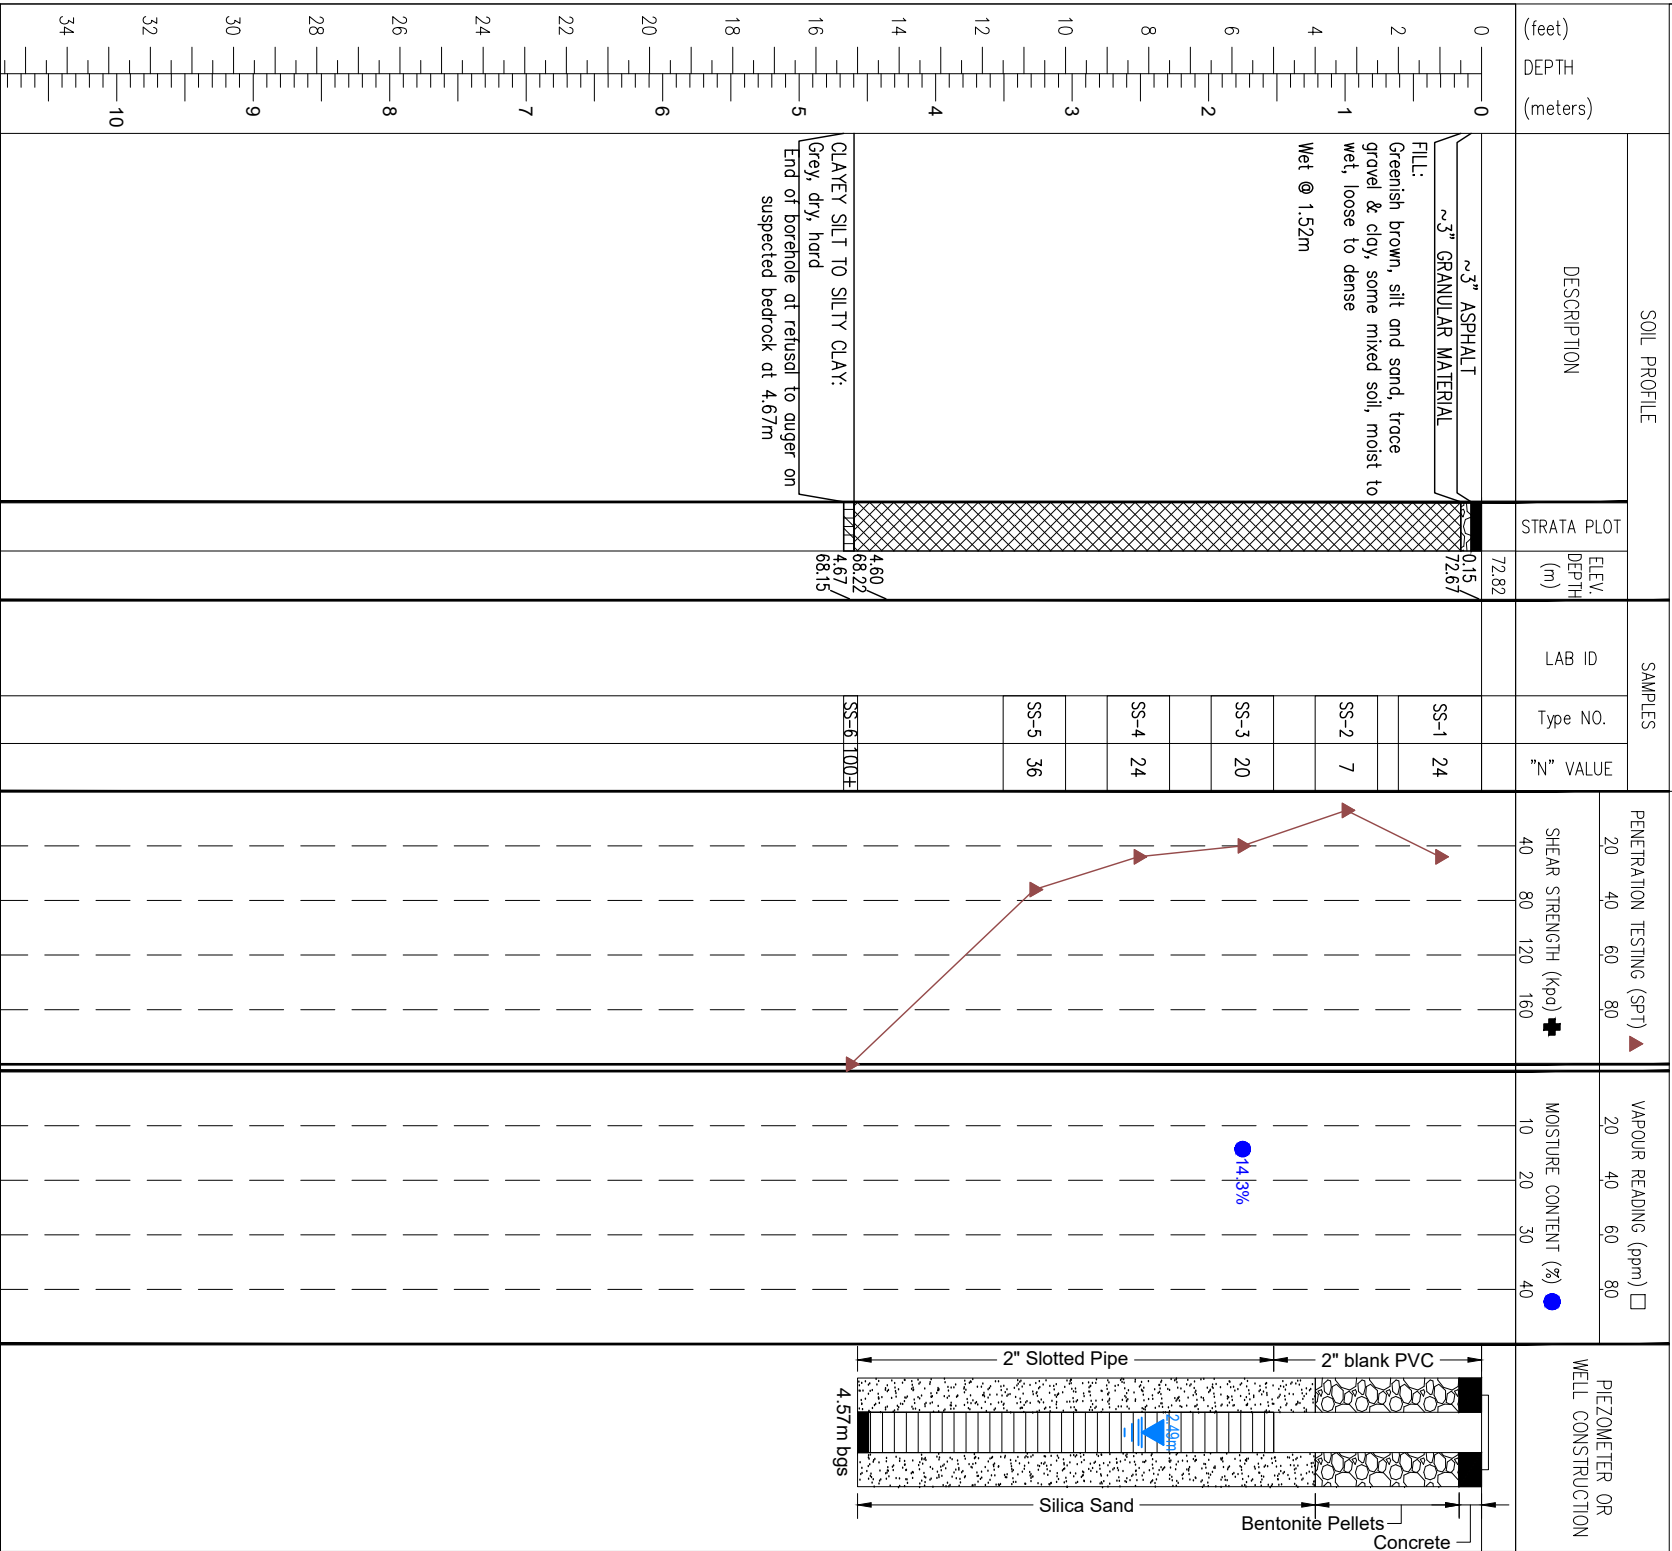 SOIL PROFILE
SAMPLES
PENETRATION TESTING (SPT)
20 40 60 80
SHEAR STRENGTH (Kpa)
40 80 120 160
VAPOUR READING (ppm)
20 40 60 80
MOISTURE CONTENT (%)
10 20 30 40
PIEZOMETER OR
WELL CONSTRUCTION
(feet)
DEPTH
(meters)
DESCRIPTION
STRATA PLOT
ELEV.
DEPTH
(m)
LAB ID
Type NO.
"N" VALUE
0 2 4 6 8 10 12 14 16 18 20 22 24 26 28 30 32 34
0 1 2 3 4 5 6 7 8 9 10
~3" ASPHALT
~3" GRANULAR MATERIAL
FILL:
Greenish brown, silt and sand, trace
gravel & clay, some mixed soil, moist to
wet, loose to dense
Wet @ 1.52m
CLAYEY SILT TO SILTY CLAY:
Grey, dry, hard
End of borehole at refusal to auger on
suspected bedrock at 4.67m
72.82
0.15
72.67
4.60
68.22
4.67
68.15
SS-1 24
SS-2 7
SS-3 20
SS-4 24
SS-5 36
SS-6 100+
14.3%
2" blank PVC
2" Slotted Pipe
2.49m
4.57m bgs
Concrete
Bentonite Pellets
Silica Sand